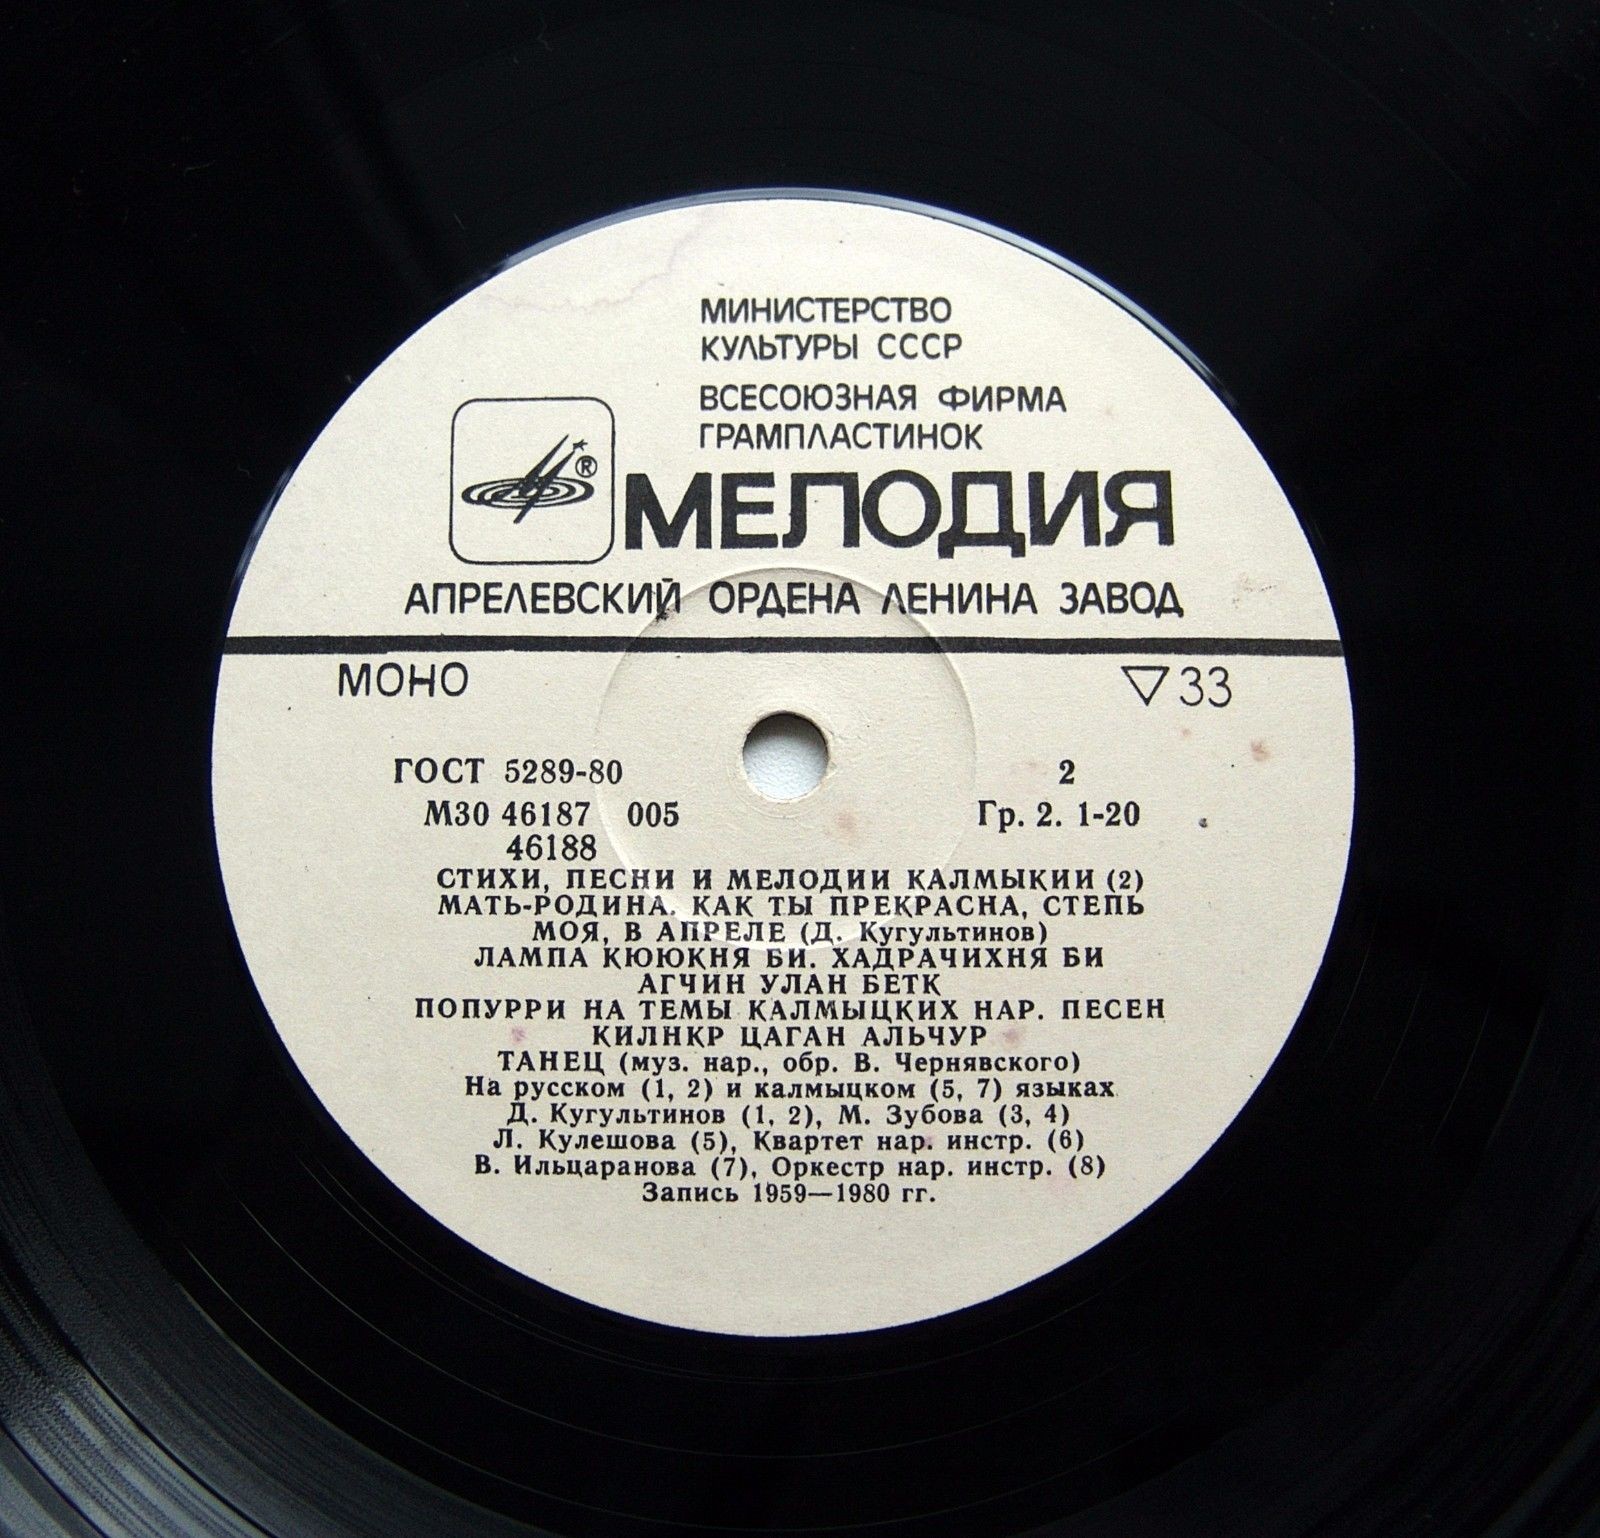 МИНИСТЕРСТВО
КУЛЬТУРЫ СССР
ВСЕСОЮЗНАЯ ФИРМА
ГРАМПЛАСТИНОК
®
МЕЛОДИЯ
АПРЕЛЕВСКИЙ ОРДЕНА ЛЕНИНА ЗАВОД
МОНО ▽33
ГОСТ 5289-80 2
М30 46187 005 Гр. 2. 1-20
46188
СТИХИ, ПЕСНИ И МЕЛОДИИ КАЛМЫКИИ (2)
МАТЬ-РОДИНА. КАК ТЫ ПРЕКРАСНА, СТЕПЬ
МОЯ, В АПРЕЛЕ (Д. Кугультинов)
ЛАМПА КЮЮКНЯ БИ. ХАДРАЧИХНЯ БИ
АГЧИН УЛАН БЕТК
ПОПУРРИ НА ТЕМЫ КАЛМЫЦКИХ НАР. ПЕСЕН
КИЛНКР ЦАГАН АЛЬЧУР
ТАНЕЦ (муз. нар., обр. В. Чернявского)
На русском (1, 2) и калмыцком (5, 7) языках
Д. Кугультинов (1, 2), М. Зубова (3, 4)
Л. Кулешова (5), Квартет нар. инстр. (6)
В. Ильцаранова (7), Оркестр нар. инстр. (8)
Запись 1959—1980 гг.